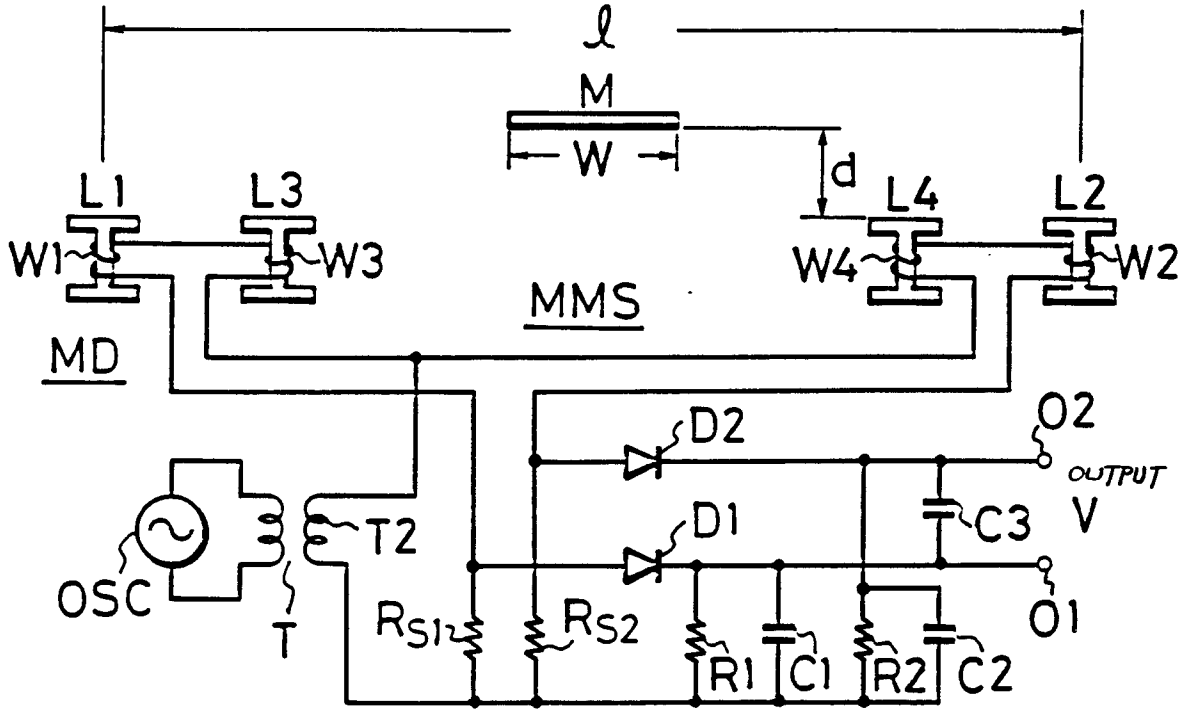 ℓ
M
W
d
L1 L3 L4 L2
W1 W3 W4 W2
MMS
MD
D2 O2
OUTPUT
V
D1 C3
OSC T T2
RS1 RS2 R1 C1 R2 C2 O1